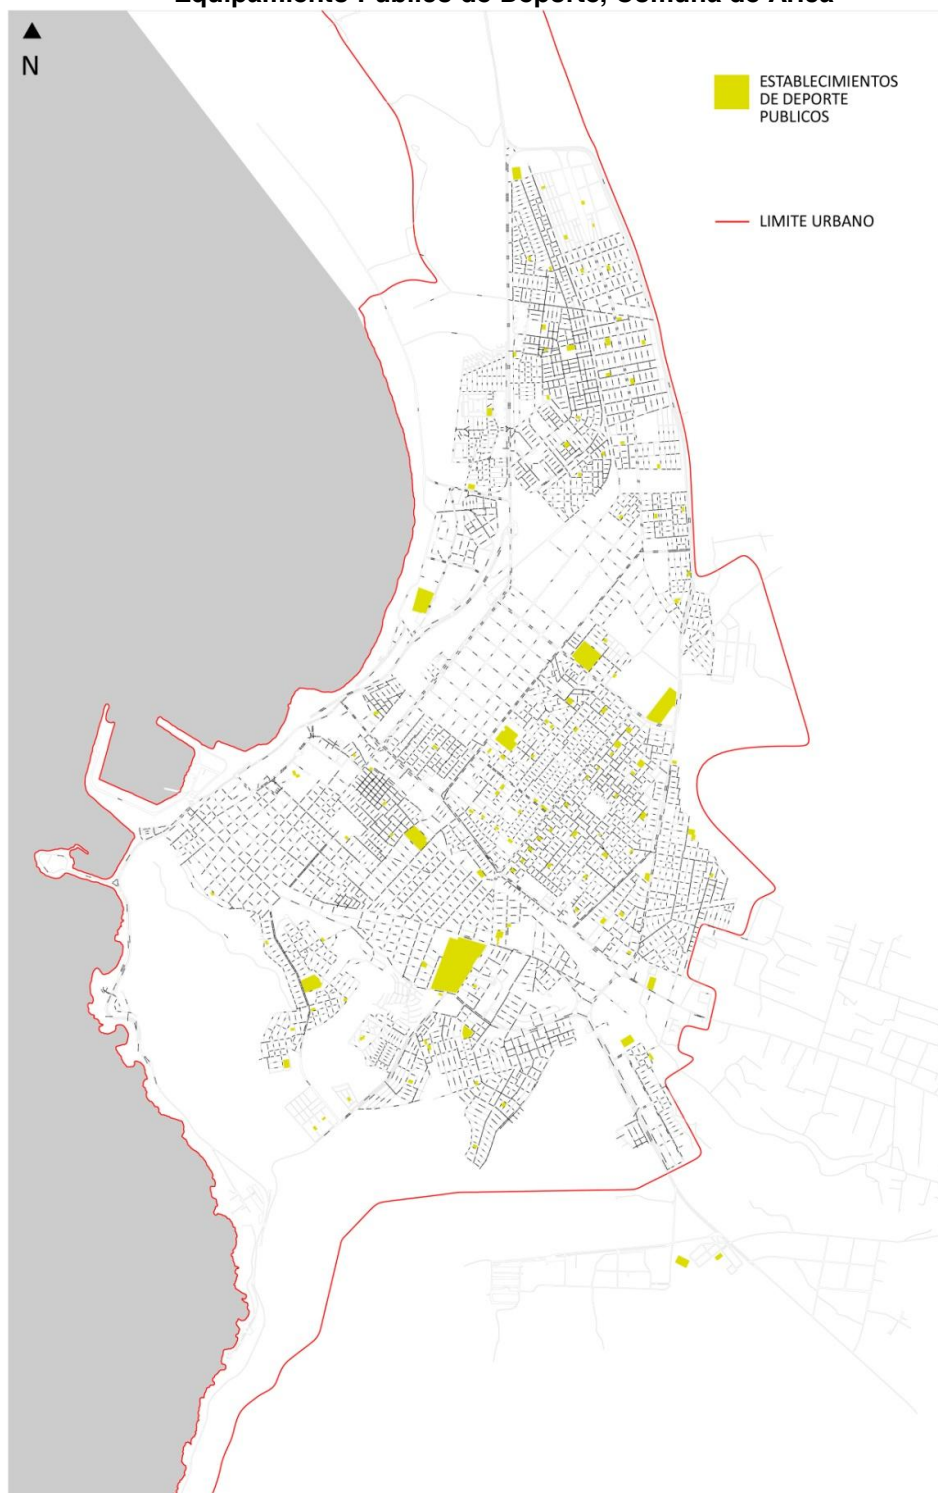 Equipamiento Público de Deporte, Comuna de Arica
N
ESTABLECIMIENTOS
DE DEPORTE
PUBLICOS
LIMITE URBANO